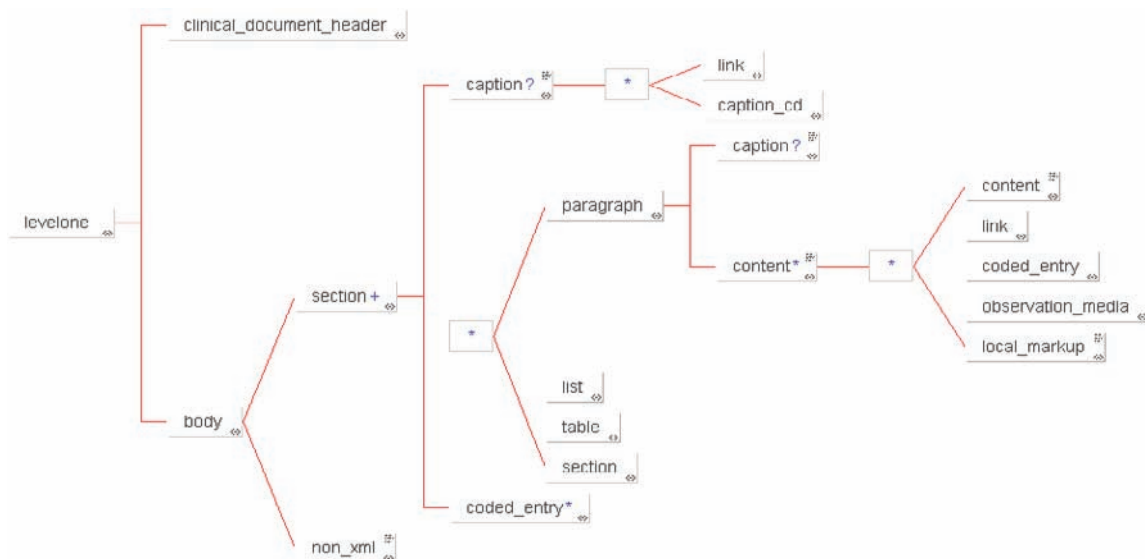 clinical_document_header
link
caption?
*
caption_cd
caption?
content
paragraph
levelone
link
content*
*
coded_entry
section+
observation_media
*
local_markup
list
body
table
section
coded_entry*
non_xml